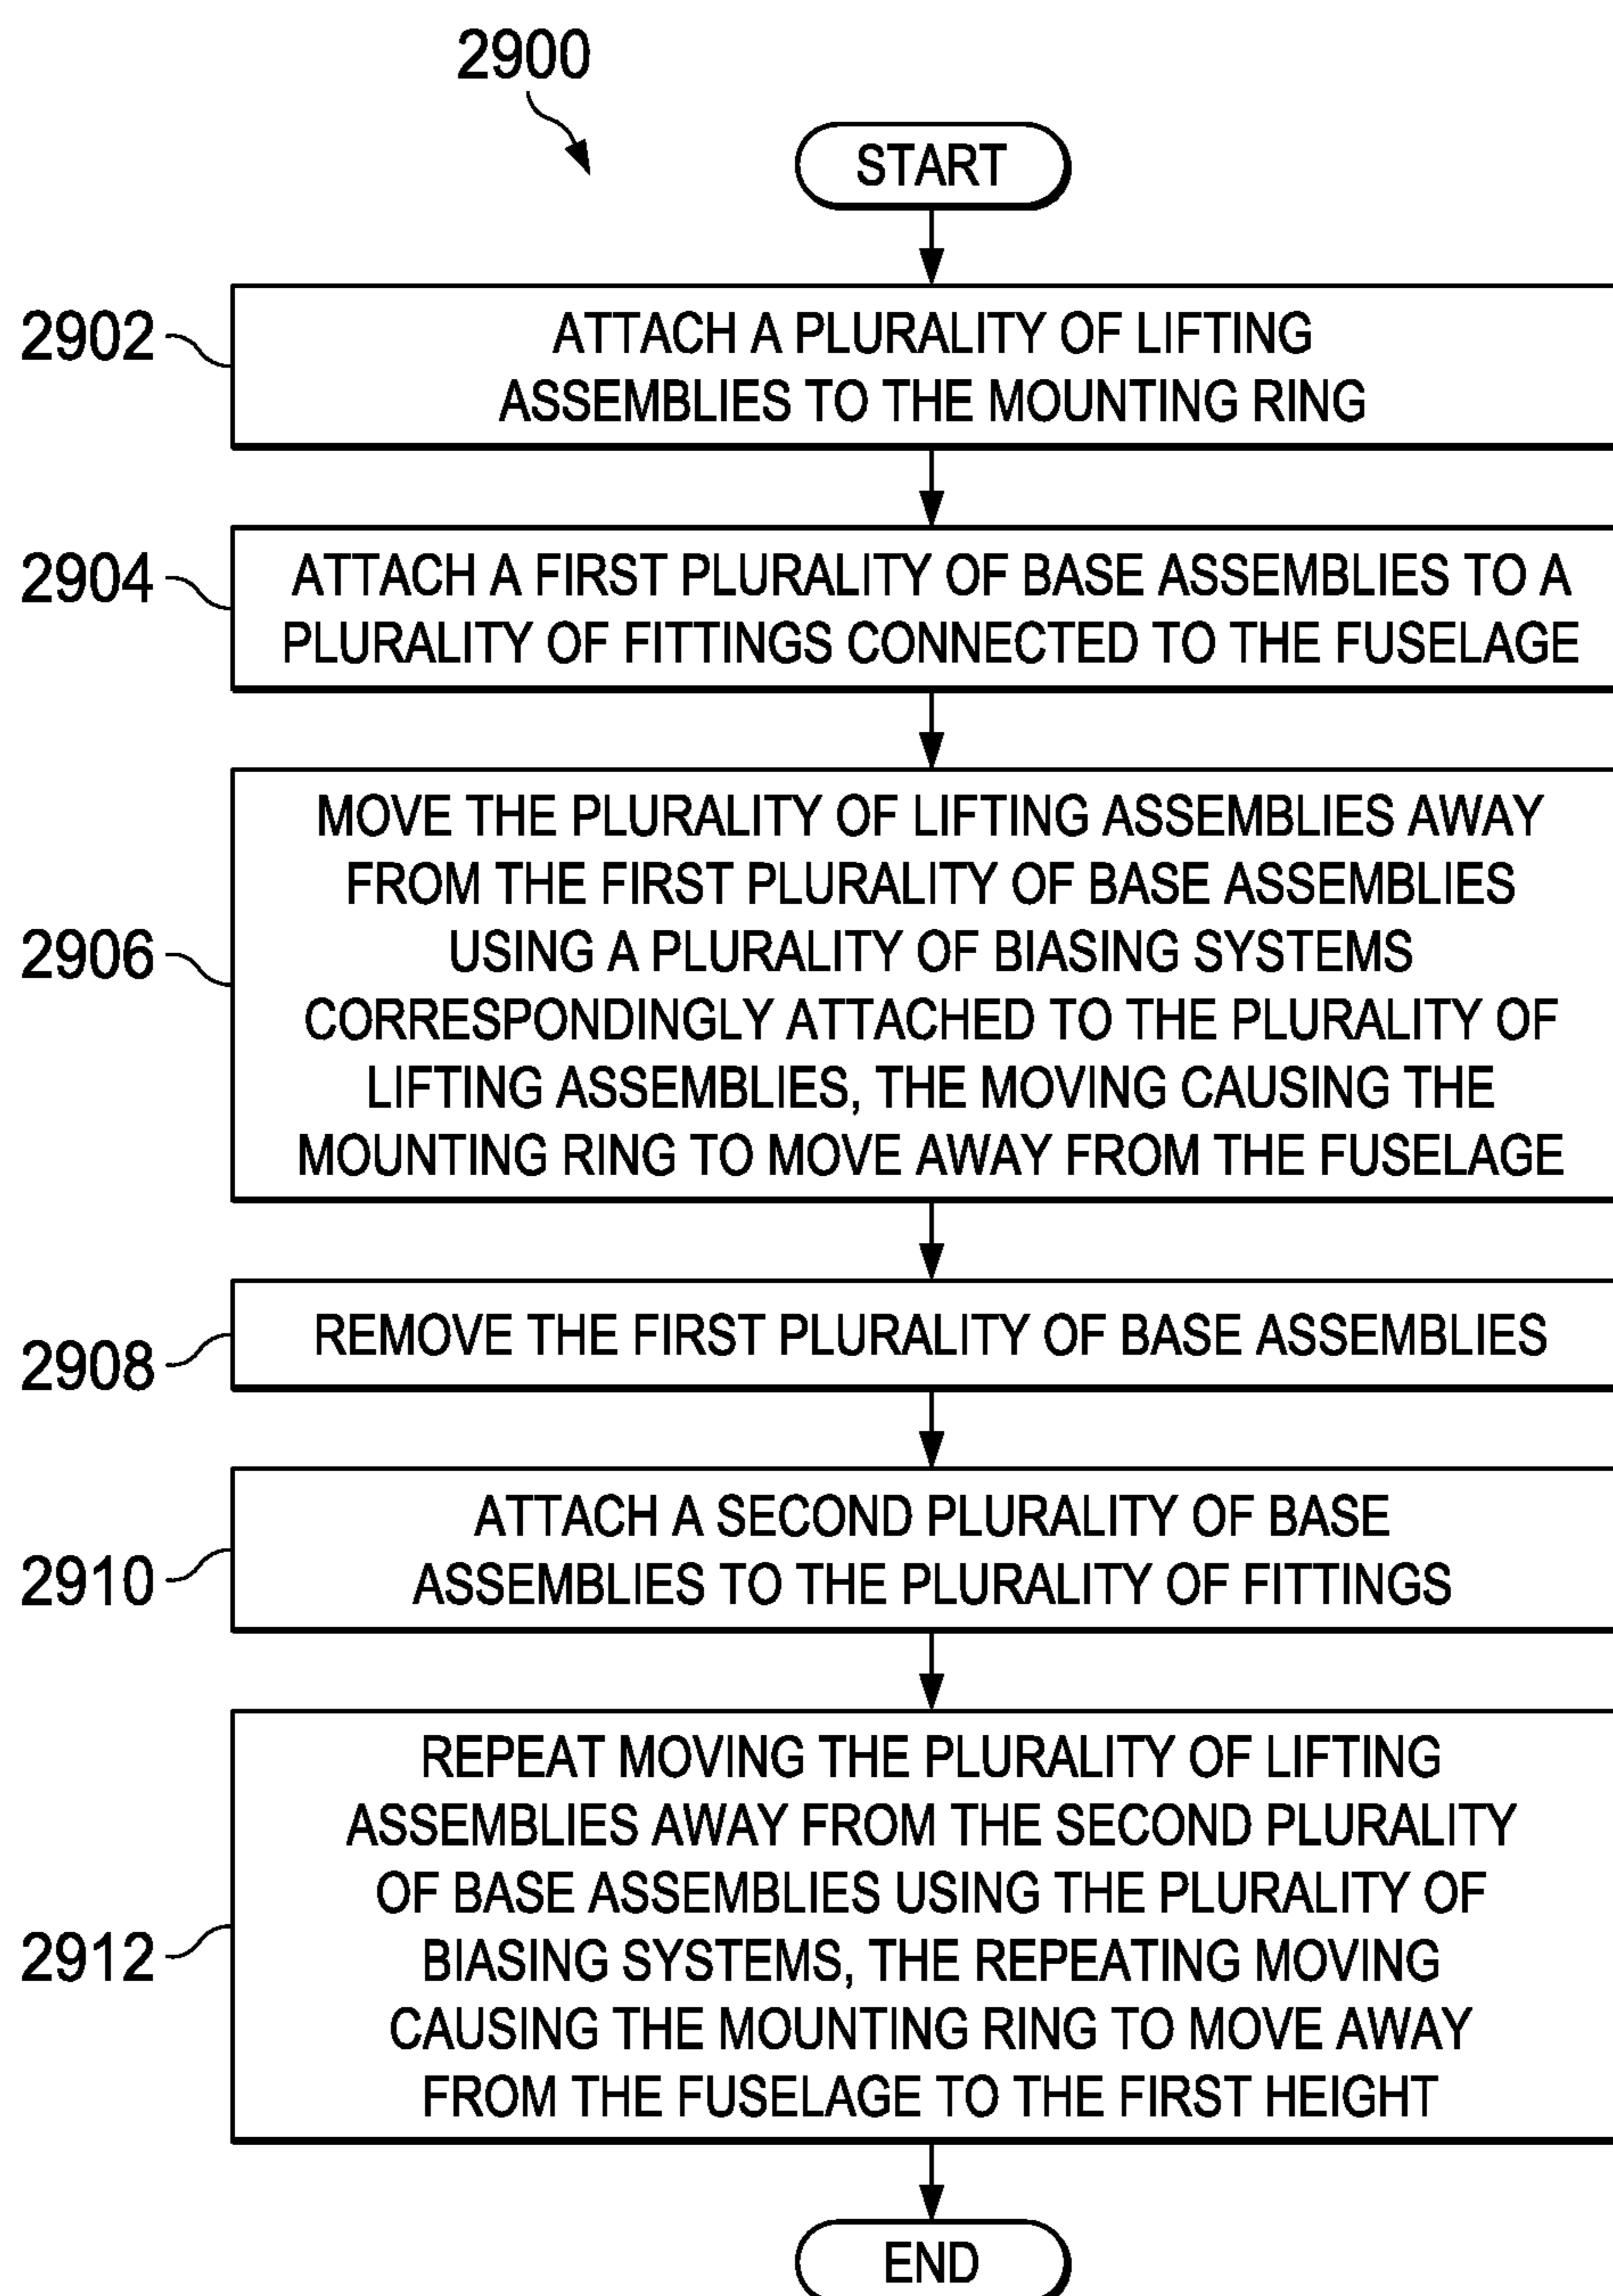 2900
START
2902
ATTACH A PLURALITY OF LIFTING
ASSEMBLIES TO THE MOUNTING RING
2904
ATTACH A FIRST PLURALITY OF BASE ASSEMBLIES TO A
PLURALITY OF FITTINGS CONNECTED TO THE FUSELAGE
2906
MOVE THE PLURALITY OF LIFTING ASSEMBLIES AWAY
FROM THE FIRST PLURALITY OF BASE ASSEMBLIES
USING A PLURALITY OF BIASING SYSTEMS
CORRESPONDINGLY ATTACHED TO THE PLURALITY OF
LIFTING ASSEMBLIES, THE MOVING CAUSING THE
MOUNTING RING TO MOVE AWAY FROM THE FUSELAGE
2908
REMOVE THE FIRST PLURALITY OF BASE ASSEMBLIES
2910
ATTACH A SECOND PLURALITY OF BASE
ASSEMBLIES TO THE PLURALITY OF FITTINGS
2912
REPEAT MOVING THE PLURALITY OF LIFTING
ASSEMBLIES AWAY FROM THE SECOND PLURALITY
OF BASE ASSEMBLIES USING THE PLURALITY OF
BIASING SYSTEMS, THE REPEATING MOVING
CAUSING THE MOUNTING RING TO MOVE AWAY
FROM THE FUSELAGE TO THE FIRST HEIGHT
END